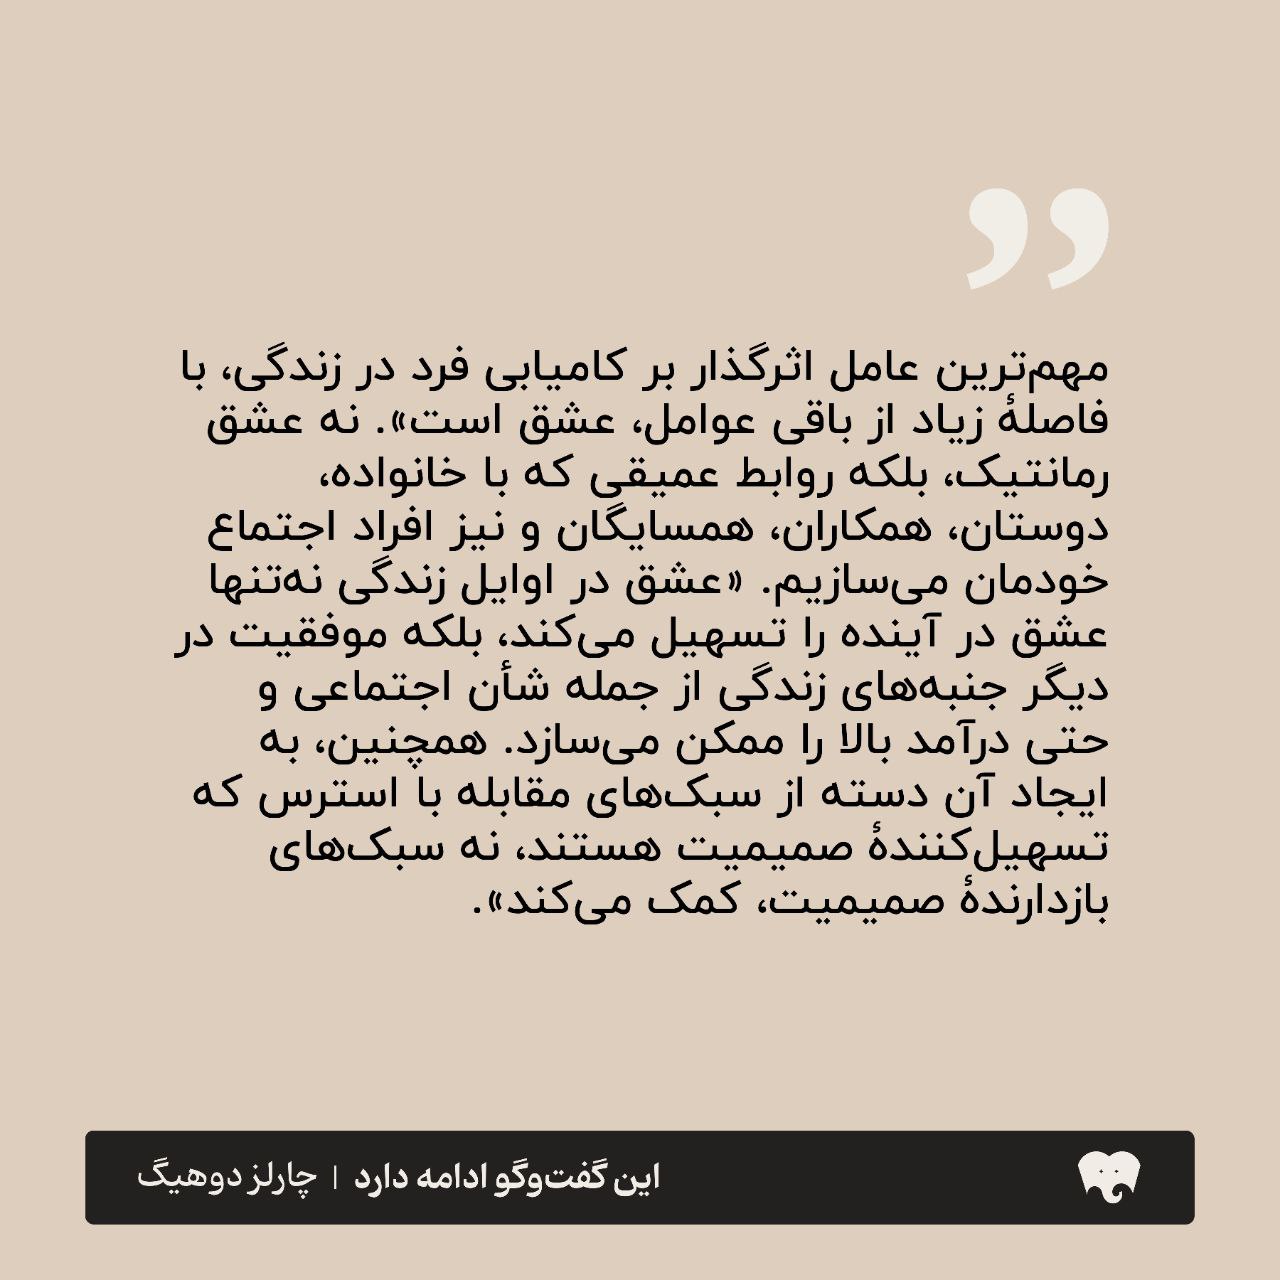 ”
مهم‌ترین عامل اثرگذار بر کامیابی فرد در زندگی، با
فاصلهٔ زیاد از باقی عوامل، عشق است». نه عشق
رمانتیک، بلکه روابط عمیقی که با خانواده،
دوستان، همکاران، همسایگان و نیز افراد اجتماع
خودمان می‌سازیم. «عشق در اوایل زندگی نه‌تنها
عشق در آینده را تسهیل می‌کند، بلکه موفقیت در
دیگر جنبه‌های زندگی از جمله شأن اجتماعی و
حتی درآمد بالا را ممکن می‌سازد. همچنین، به
ایجاد آن دسته از سبک‌های مقابله با استرس که
تسهیل‌کنندهٔ صمیمیت هستند، نه سبک‌های
بازدارندهٔ صمیمیت، کمک می‌کند».
این گفت‌وگو ادامه دارد | چارلز دوهیگ